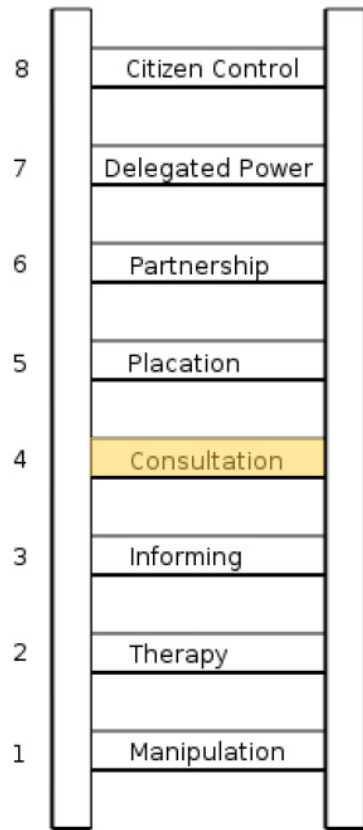 8 Citizen Control
7 Delegated Power
6 Partnership
5 Placation
4 Consultation
3 Informing
2 Therapy
1 Manipulation